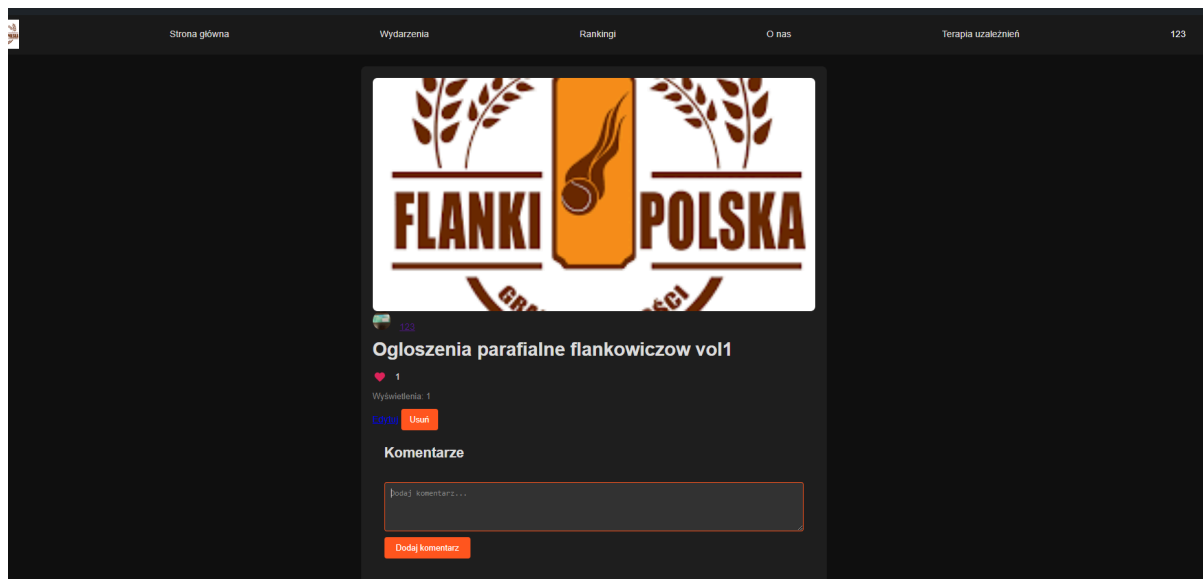 Strona główna Wydarzenia Rankingi O nas Terapia uzależnień 123
FLANKI POLSKA
123
Ogloszenia parafialne flankowiczow vol1
1
Wyświetlenia: 1
Usuń
Komentarze
Dodaj komentarz...
Dodaj komentarz